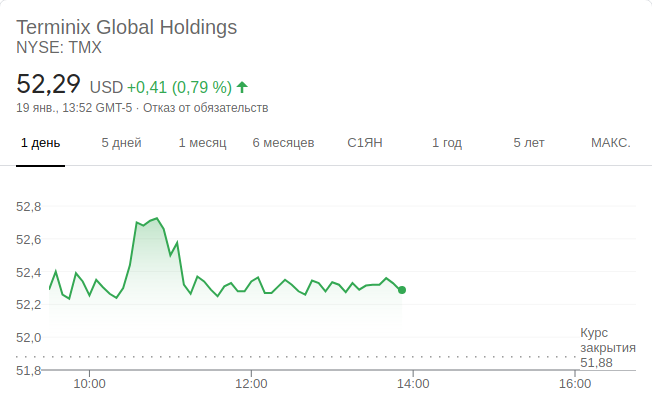 Terminix Global Holdings
NYSE: TMX
52,29 USD +0,41 (0,79 %)
19 янв., 13:52 GMT-5 · Отказ от обязательств
1 день 5 дней 1 месяц 6 месяцев С1ЯН 1 год 5 лет МАКС.
52,8
52,6
52,4
52,2
52,0
51,8
Курс
закрытия
51,88
10:00 12:00 14:00 16:00